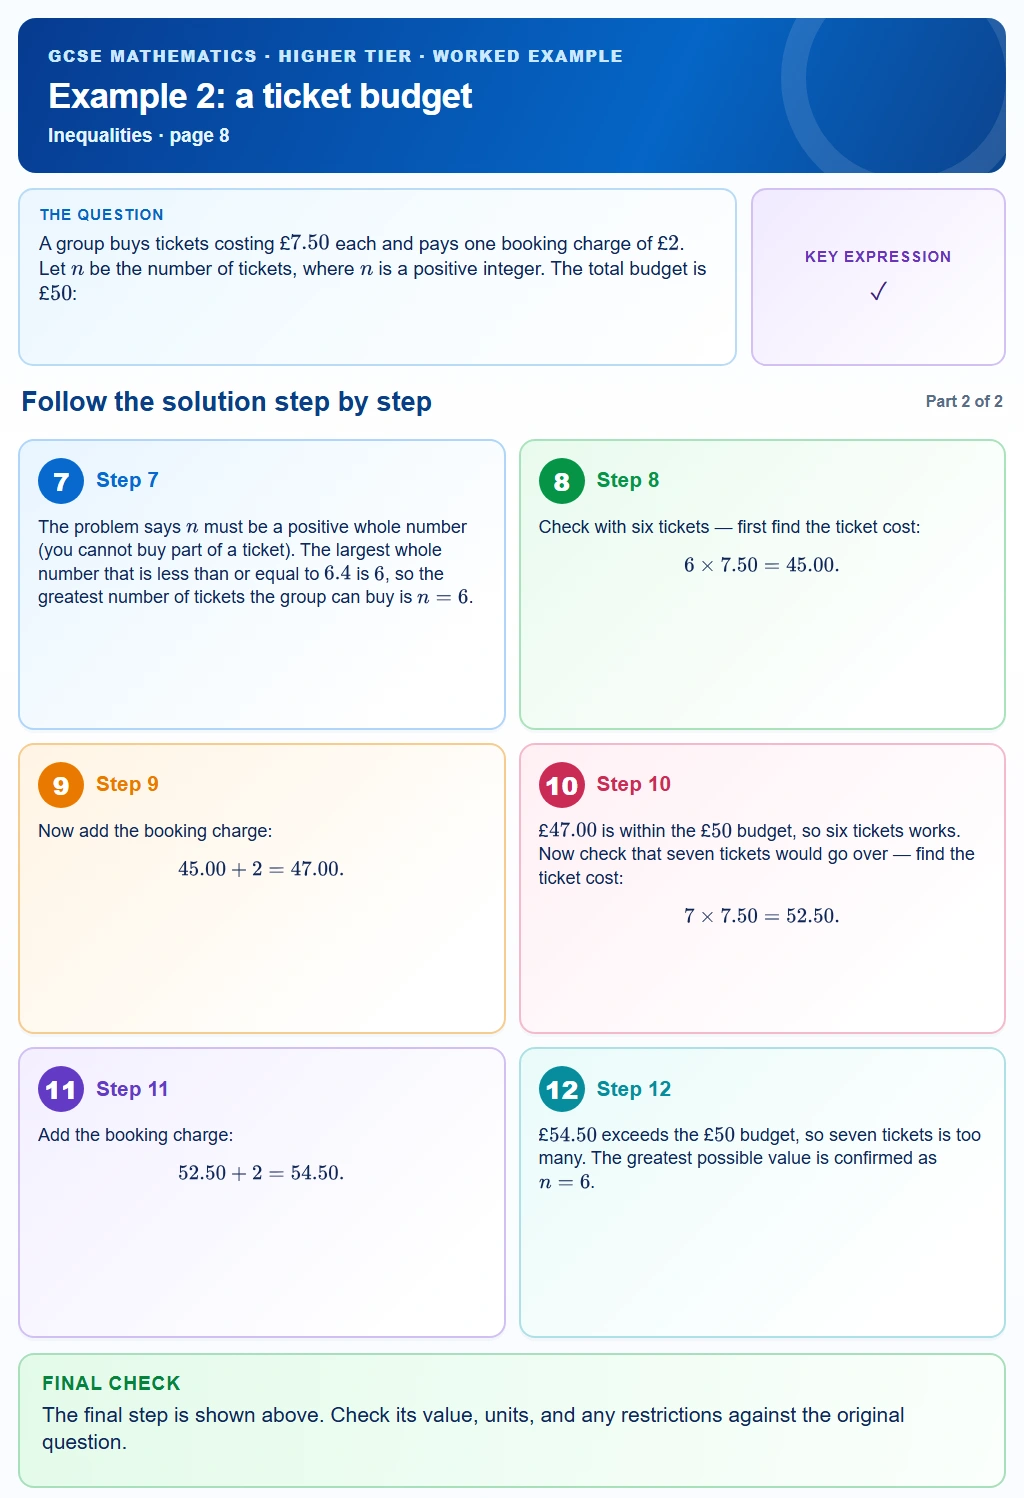 GCSE MATHEMATICS · HIGHER TIER · WORKED EXAMPLE
Example 2: a ticket budget
Inequalities · page 8
THE QUESTION
A group buys tickets costing £7.50 each and pays one booking charge of £2.
Let n be the number of tickets, where n is a positive integer. The total budget is
£50:
KEY EXPRESSION
✓
Follow the solution step by step
Part 2 of 2
7 Step 7
The problem says n must be a positive whole number
(you cannot buy part of a ticket). The largest whole
number that is less than or equal to 6.4 is 6, so the
greatest number of tickets the group can buy is n = 6.
8 Step 8
Check with six tickets — first find the ticket cost:
6 × 7.50 = 45.00.
9 Step 9
Now add the booking charge:
45.00 + 2 = 47.00.
10 Step 10
£47.00 is within the £50 budget, so six tickets works.
Now check that seven tickets would go over — find the
ticket cost:
7 × 7.50 = 52.50.
11 Step 11
Add the booking charge:
52.50 + 2 = 54.50.
12 Step 12
£54.50 exceeds the £50 budget, so seven tickets is too
many. The greatest possible value is confirmed as
n = 6.
FINAL CHECK
The final step is shown above. Check its value, units, and any restrictions against the original
question.